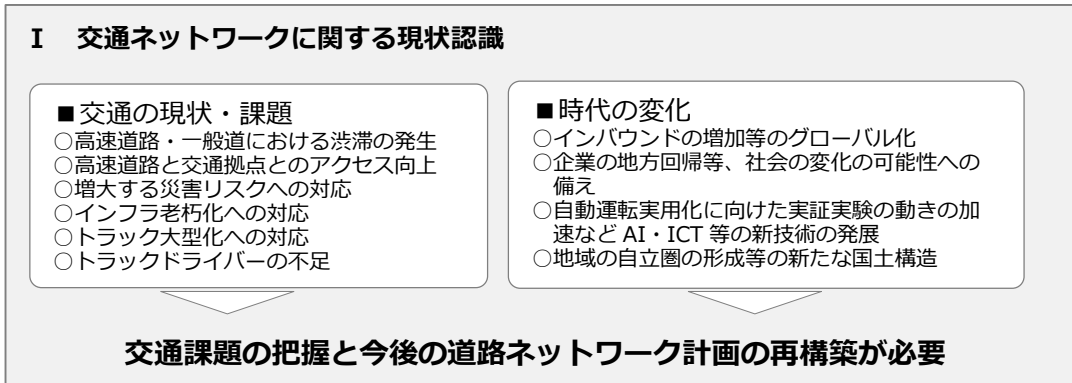 I 交通ネットワークに関する現状認識
■交通の現状・課題
○高速道路・一般道における渋滞の発生
○高速道路と交通拠点とのアクセス向上
○増大する災害リスクへの対応
○インフラ老朽化への対応
○トラック大型化への対応
○トラックドライバーの不足
■時代の変化
○インバウンドの増加等のグローバル化
○企業の地方回帰等、社会の変化の可能性への
備え
○自動運転実用化に向けた実証実験の動きの加
速など AI・ICT 等の新技術の発展
○地域の自立圏の形成等の新たな国土構造
交通課題の把握と今後の道路ネットワーク計画の再構築が必要